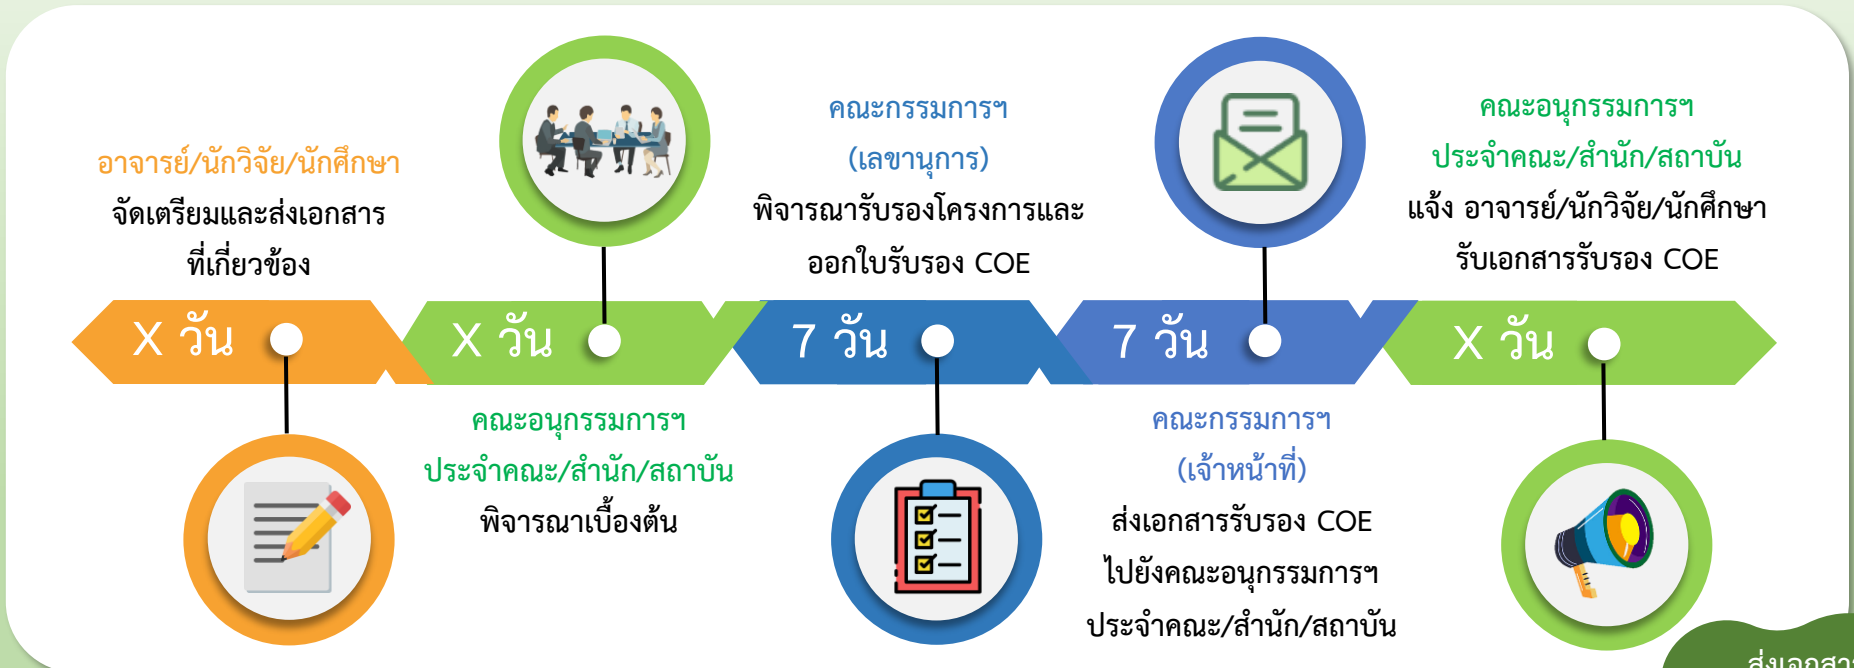 อาจารย์/นักวิจัย/นักศึกษา
จัดเตรียมและส่งเอกสาร
ที่เกี่ยวข้อง
X วัน
X วัน
คณะอนุกรรมการฯ
ประจำคณะ/สำนัก/สถาบัน
พิจารณาเบื้องต้น
คณะกรรมการฯ
(เลขานุการ)
พิจารณารับรองโครงการและ
ออกใบรับรอง COE
7 วัน
7 วัน
คณะกรรมการฯ
(เจ้าหน้าที่)
ส่งเอกสารรับรอง COE
ไปยังคณะอนุกรรมการฯ
ประจำคณะ/สำนัก/สถาบัน
คณะอนุกรรมการฯ
ประจำคณะ/สำนัก/สถาบัน
แจ้ง อาจารย์/นักวิจัย/นักศึกษา
รับเอกสารรับรอง COE
X วัน
ส่งเอกสาร